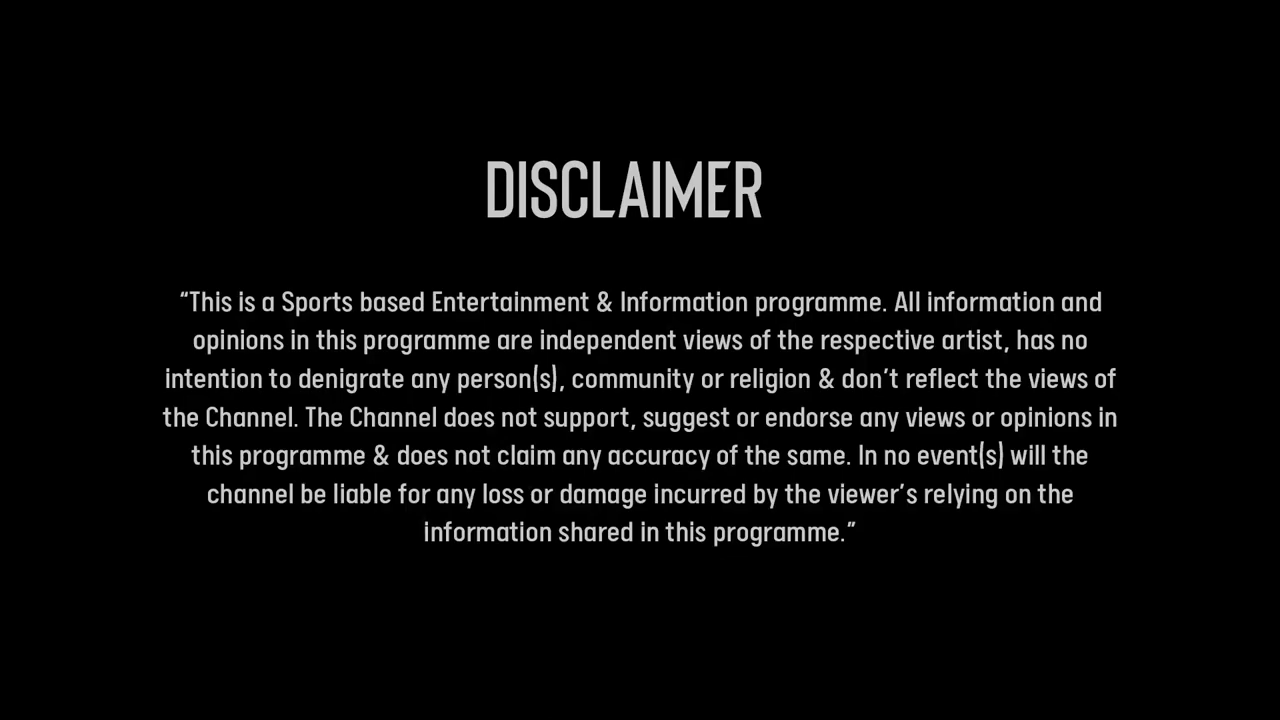 DISCLAIMER
“This is a Sports based Entertainment & Information programme. All information and
opinions in this programme are independent views of the respective artist, has no
intention to denigrate any person(s), community or religion & don’t reflect the views of
the Channel. The Channel does not support, suggest or endorse any views or opinions in
this programme & does not claim any accuracy of the same. In no event(s) will the
channel be liable for any loss or damage incurred by the viewer’s relying on the
information shared in this programme.”